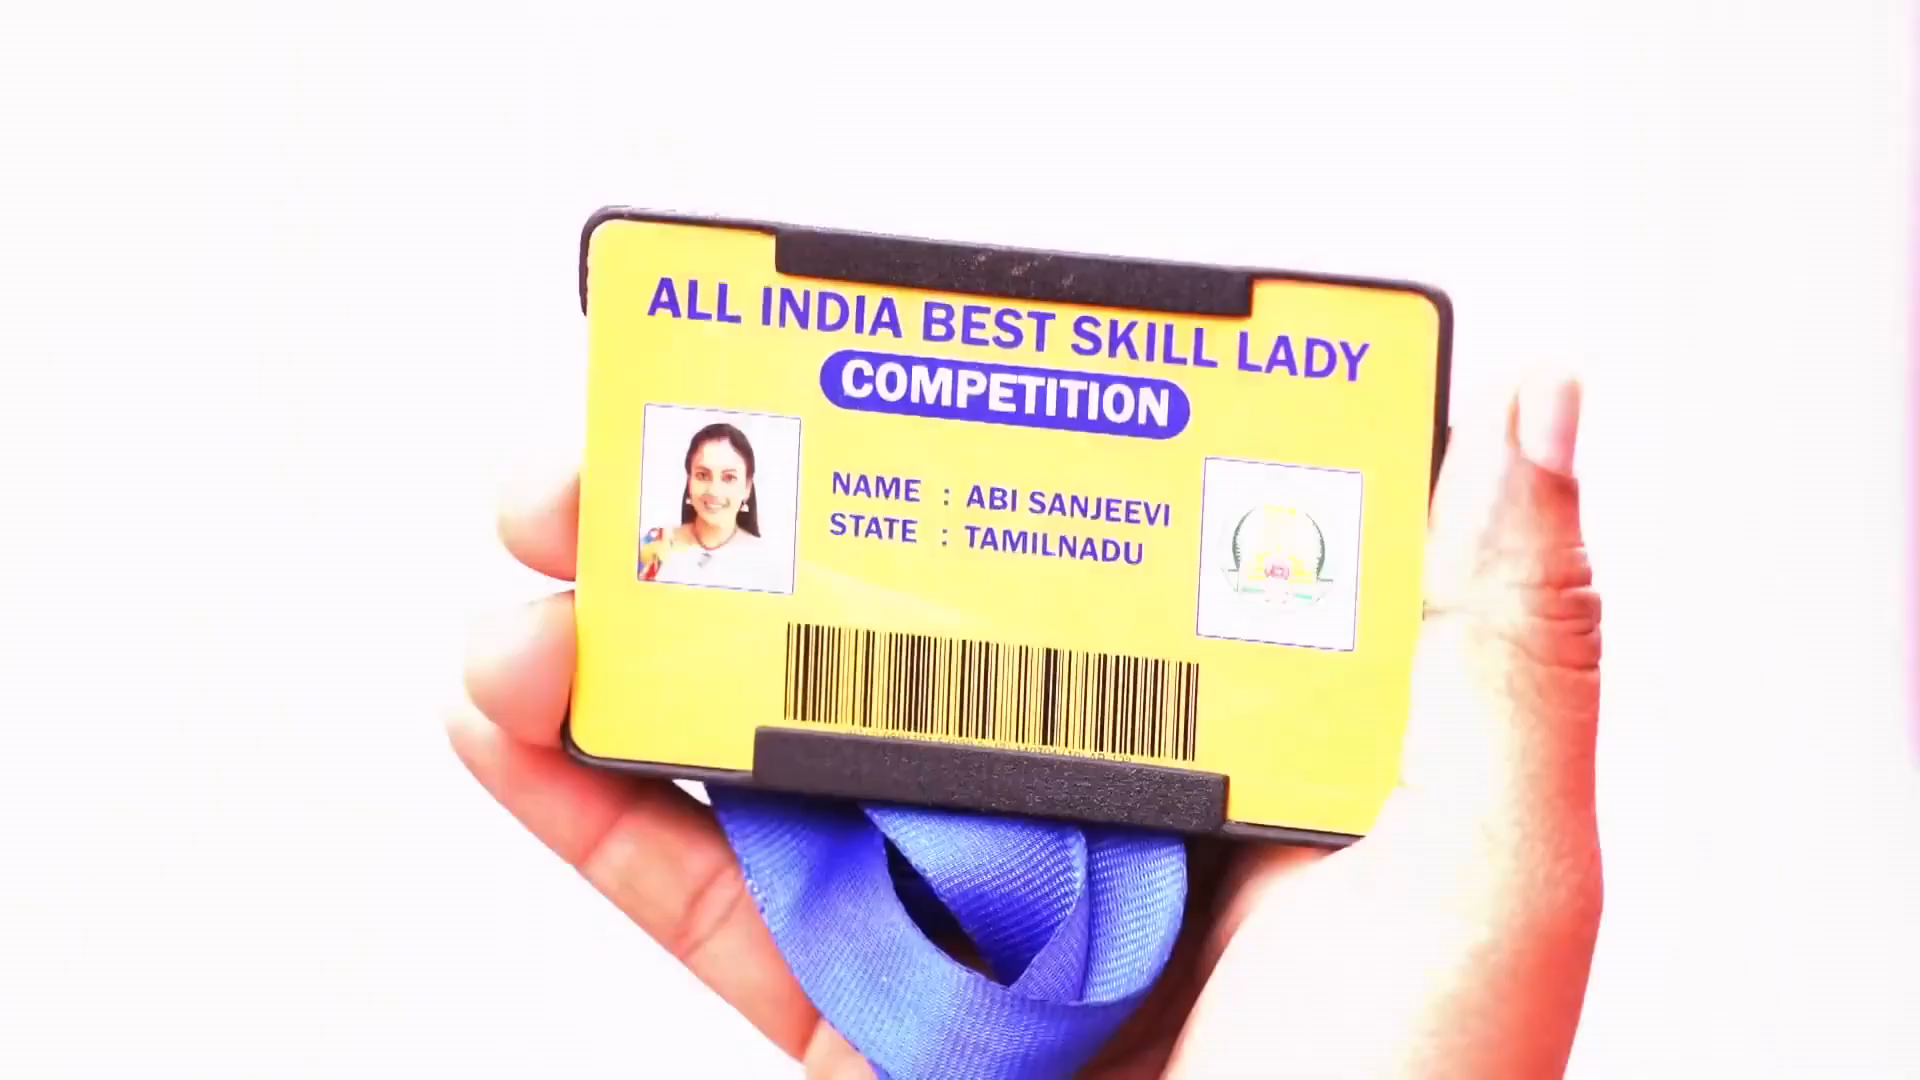 ALL INDIA BEST SKILL LADY
COMPETITION
NAME : ABI SANJEEVI
STATE : TAMILNADU